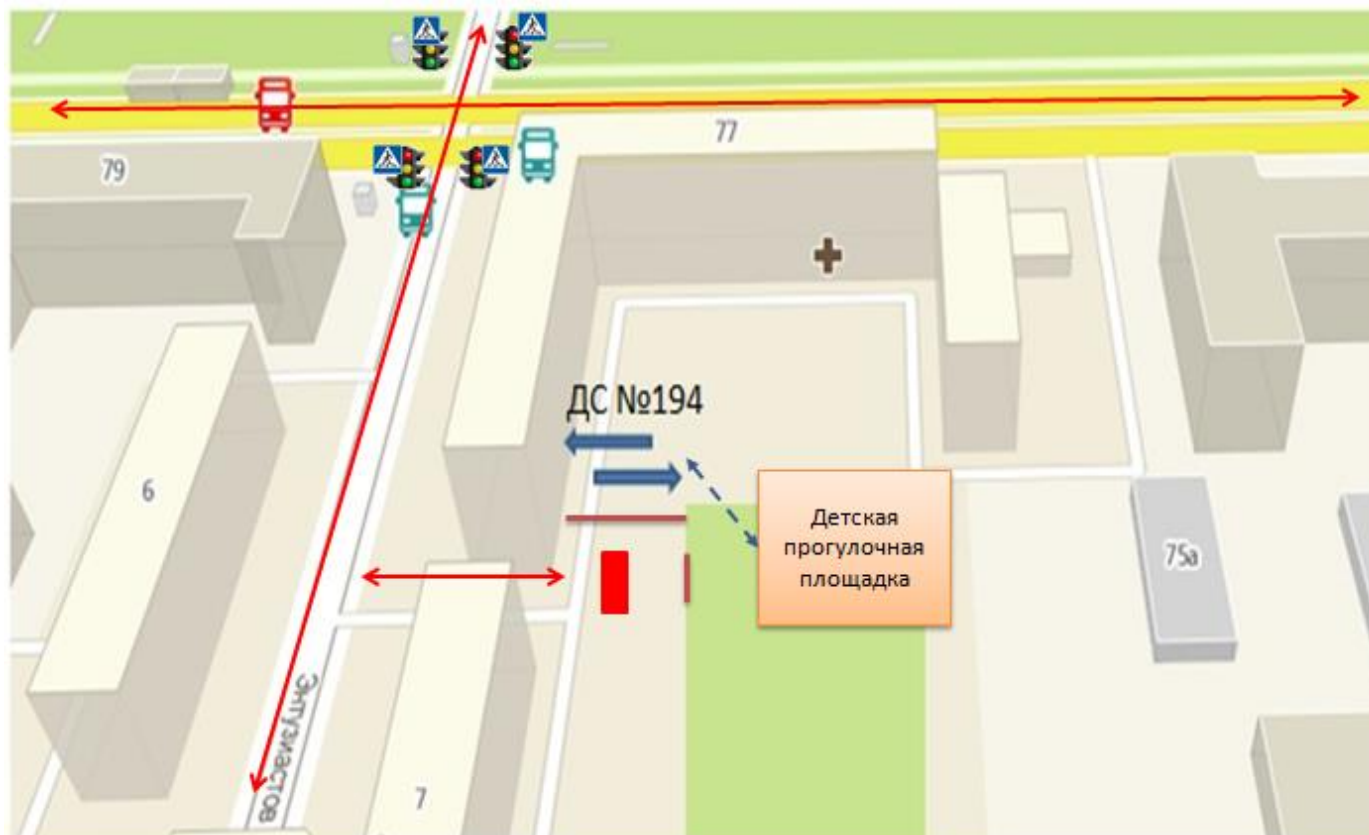 77
79
ДС №194
6
Детская
прогулочная
площадка
75а
Энтузиастов
7